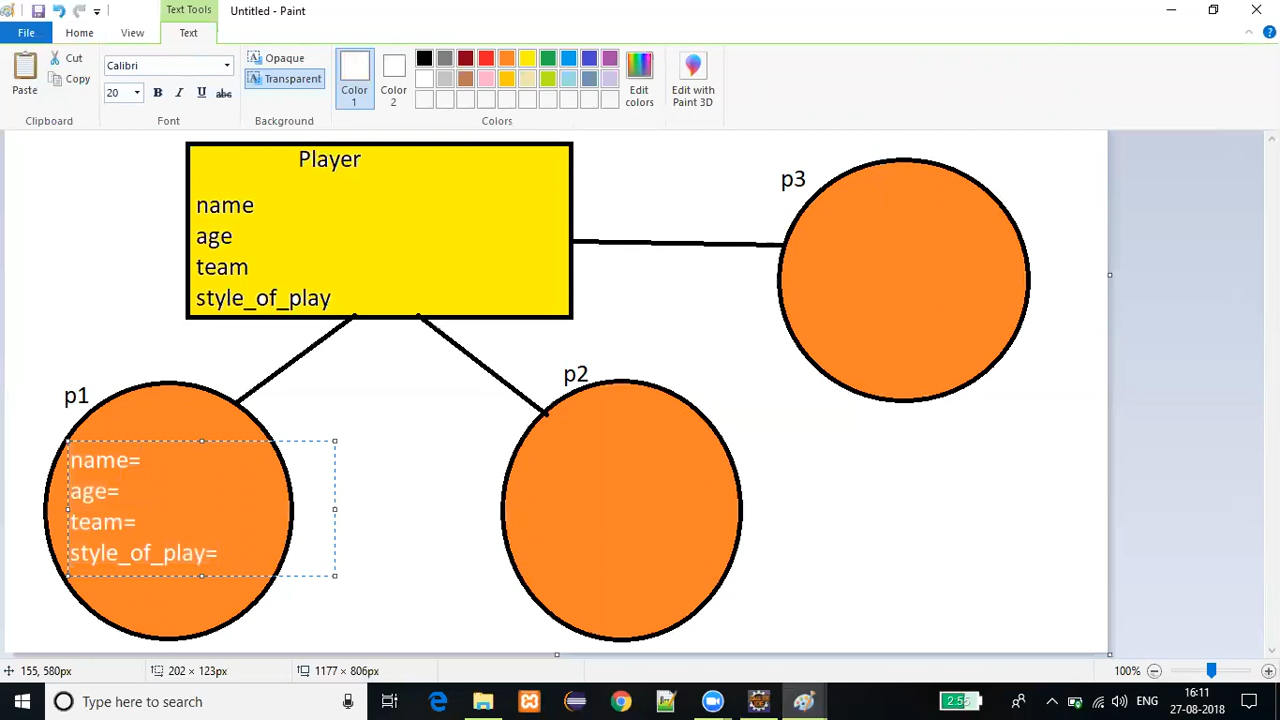 Text Tools
Untitled - Paint
File
Home
View
Text
Paste
Cut
Copy
Clipboard
Calibri
20
B I U abc
Font
Opaque
Transparent
Background
Color 1
Color 2
Edit colors
Colors
Edit with Paint 3D
Player
name
age
team
style_of_play
p3
p1
p2
name=
age=
team=
style_of_play=
155, 580px
202 × 123px
1177 × 806px
100%
Type here to search
2:55
ENG
16:11
27-08-2018